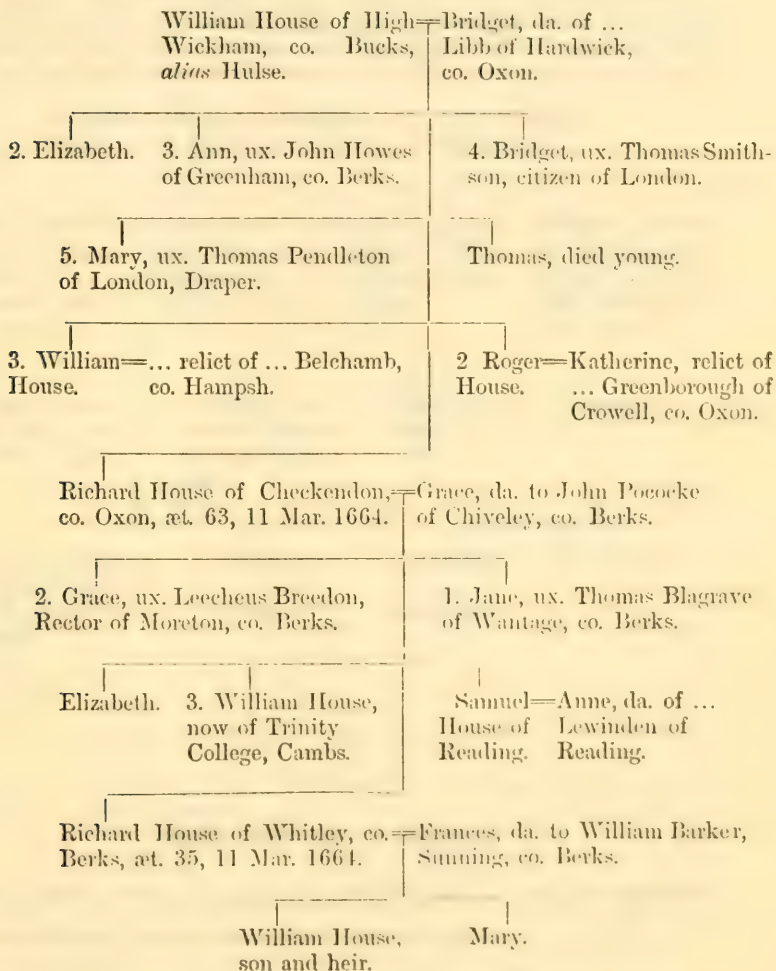 William House of High=Bridget, da. of ...
Wickham, co. Bucks, Libb of Hardwick,
alias Hulse. co. Oxon.
2. Elizabeth. 3. Ann, ux. John Howes 4. Bridget, ux. Thomas Smith-
of Greenham, co. Berks. son, citizen of London.
5. Mary, ux. Thomas Pendleton Thomas, died young.
of London, Draper.
3. William=... relict of ... Belchamb, 2 Roger=Katherine, relict of
House. co. Hampsh. House. ... Greenborough of
Crowell, co. Oxon.
Richard House of Checkendon,=Grace, da. to John Pococke
co. Oxon, æt. 63, 11 Mar. 1664. of Chiveley, co. Berks.
2. Grace, ux. Leecheus Breedon, 1. Jane, ux. Thomas Blagrave
Rector of Moreton, co. Berks. of Wantage, co. Berks.
Elizabeth. 3. William House, Samuel=Anne, da. of ...
now of Trinity House of Lewinden of
College, Cambs. Reading. Reading.
Richard House of Whitley, co.=Frances, da. to William Barker,
Berks, æt. 35, 11 Mar. 1664. Sunning, co. Berks.
William House, Mary.
son and heir.